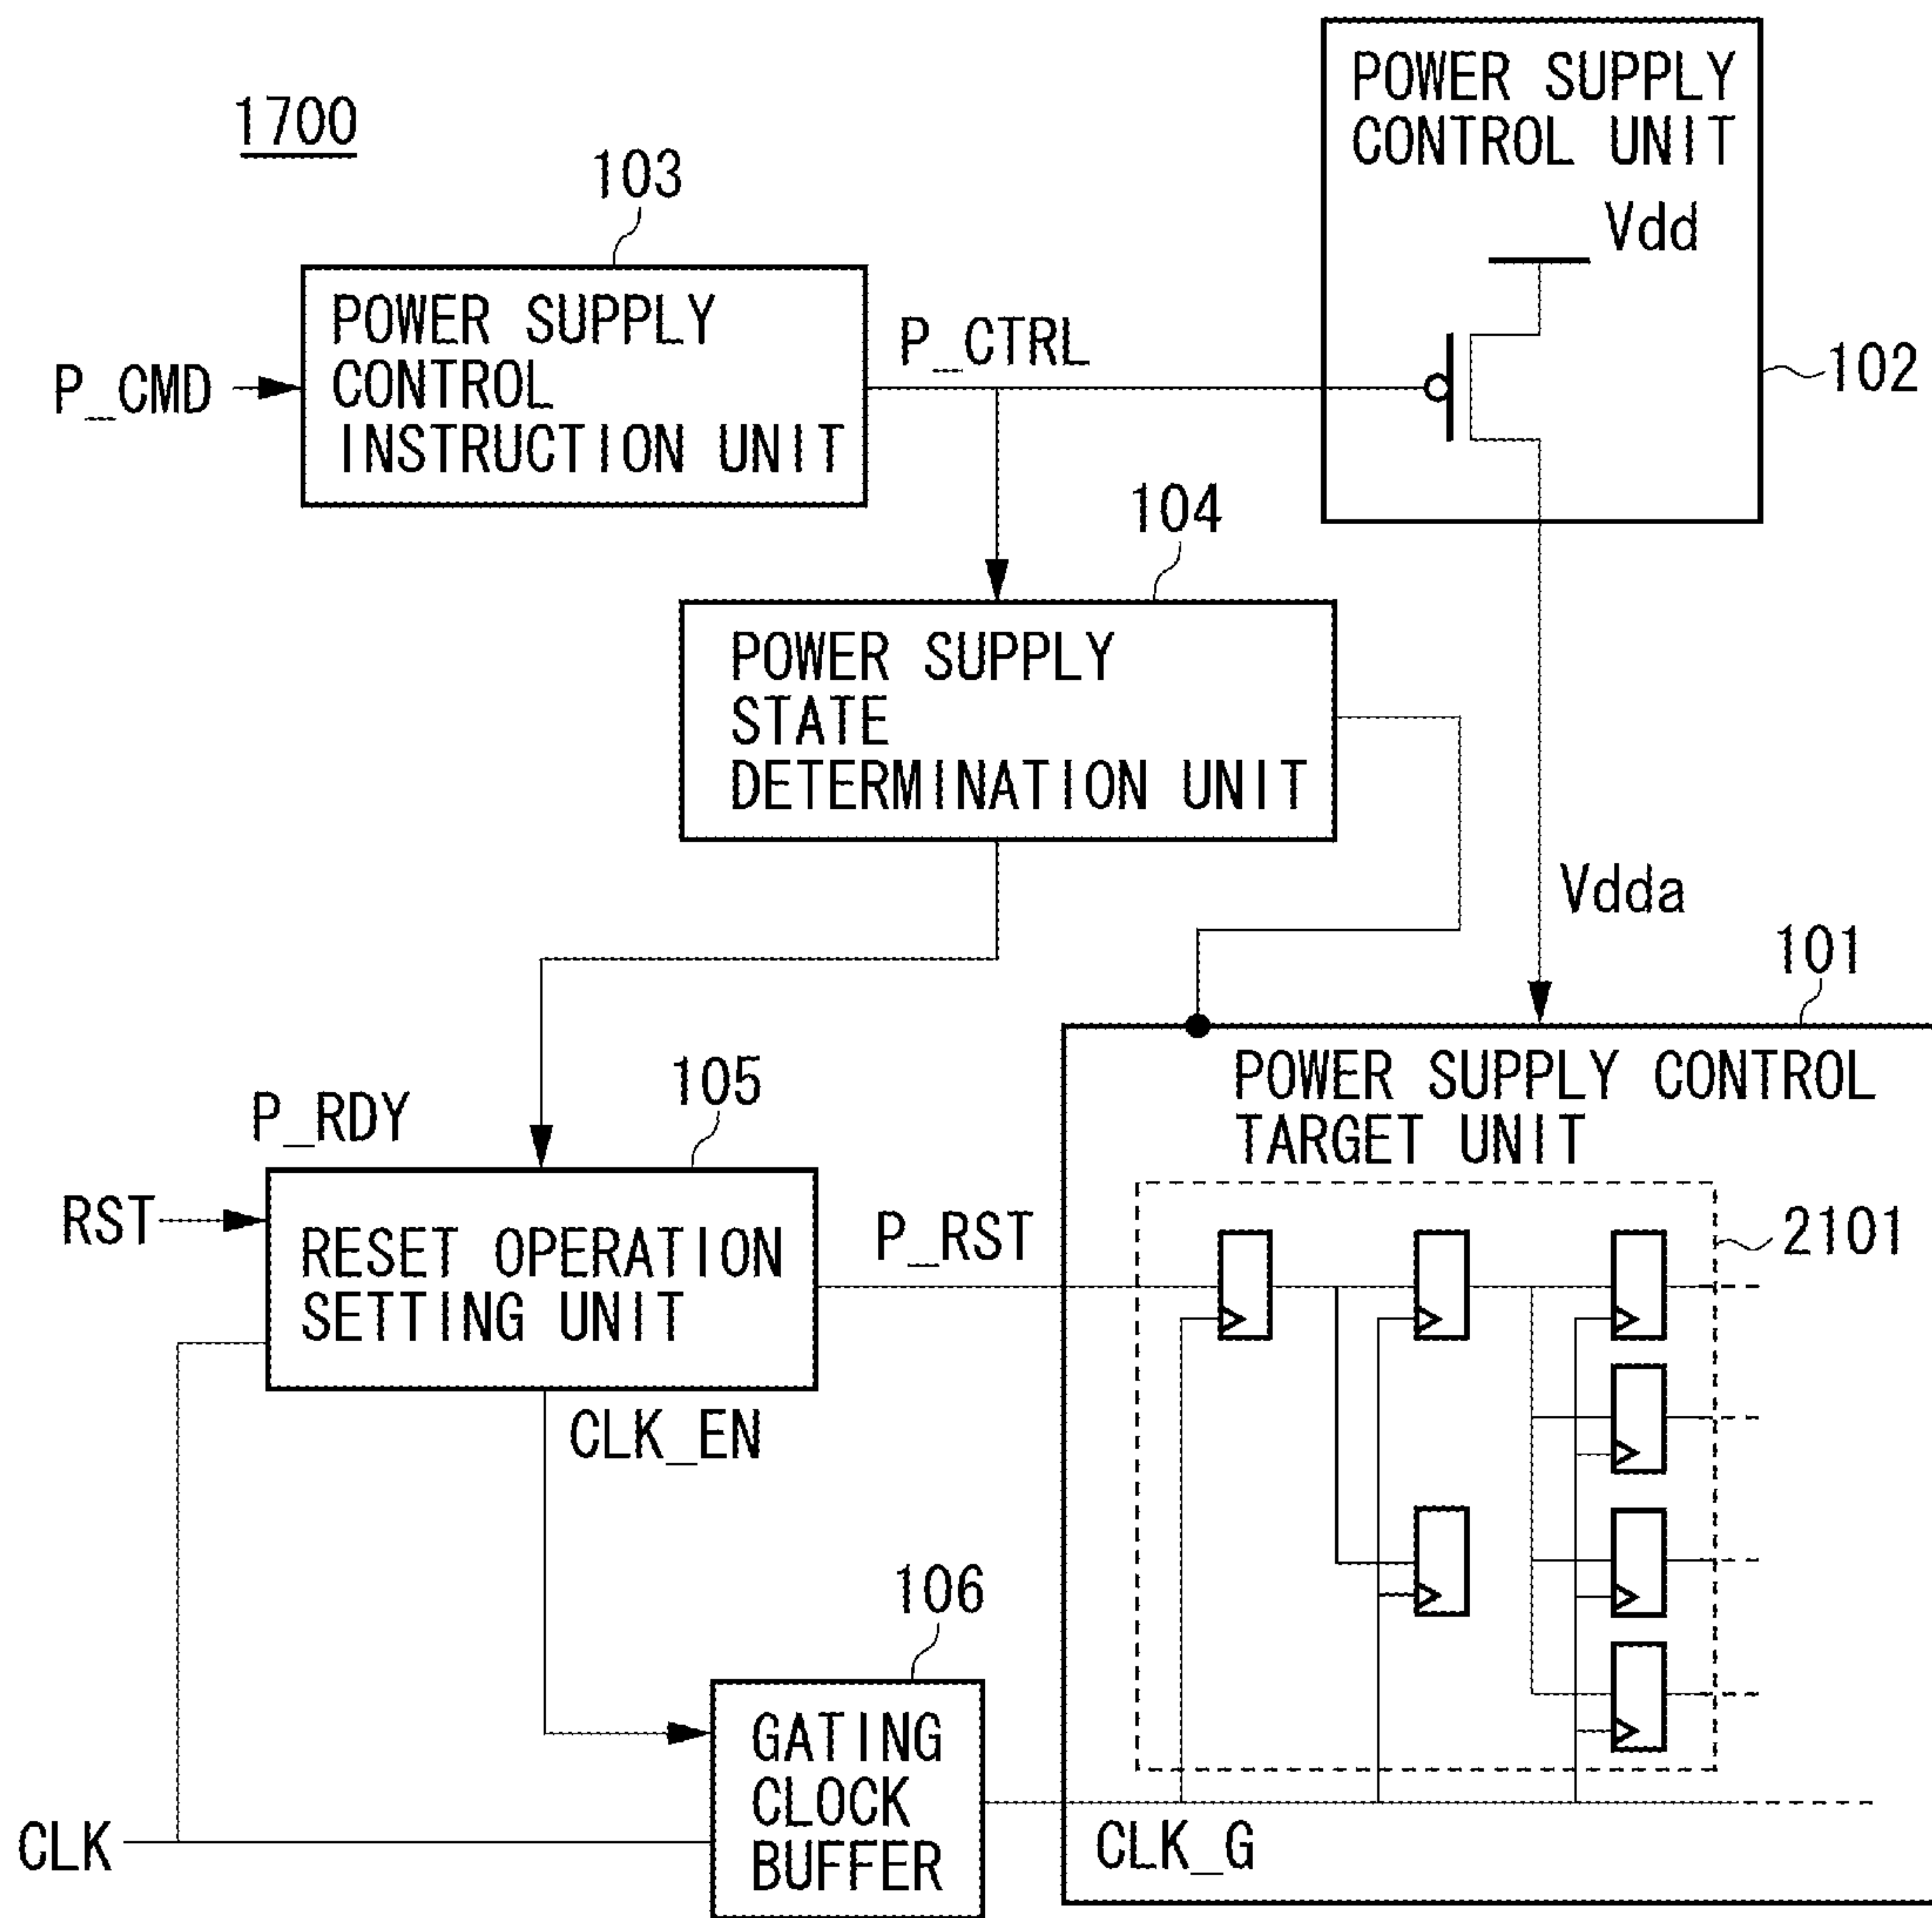 1700
POWER SUPPLY
CONTROL UNIT
Vdd
102
103
POWER SUPPLY
CONTROL
INSTRUCTION UNIT
P_CMD
P_CTRL
104
POWER SUPPLY
STATE
DETERMINATION UNIT
Vdda
101
POWER SUPPLY CONTROL
TARGET UNIT
2101
105
P_RDY
RST
RESET OPERATION
SETTING UNIT
P_RST
CLK_EN
106
GATING
CLOCK
BUFFER
CLK
CLK_G